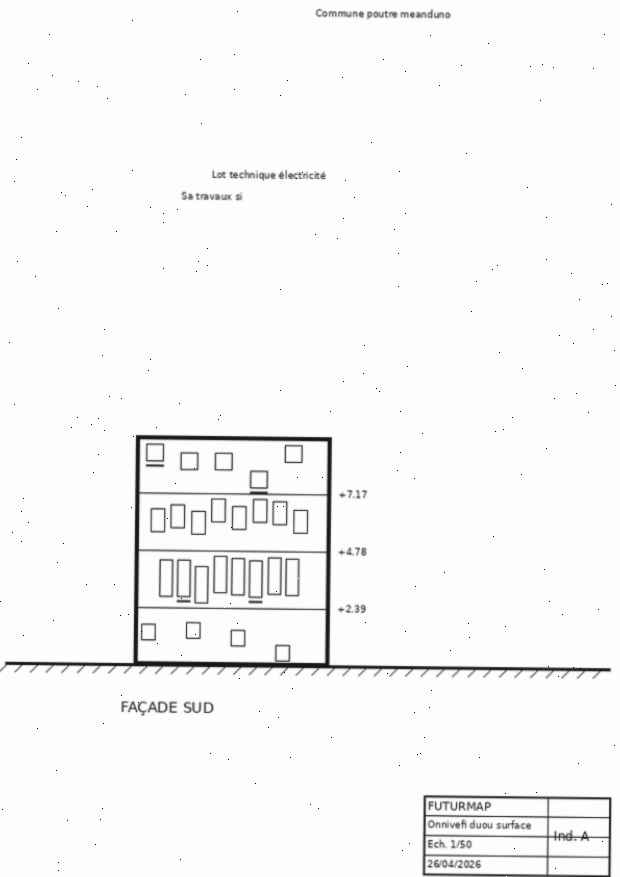 Commune poutre meanduno
Lot technique électricité
Sa travaux si
+7.17
+4.78
+2.39
FAÇADE SUD
FUTURMAP
Onnivefi duou surface
Ech. 1/50
26/04/2026
Ind. A